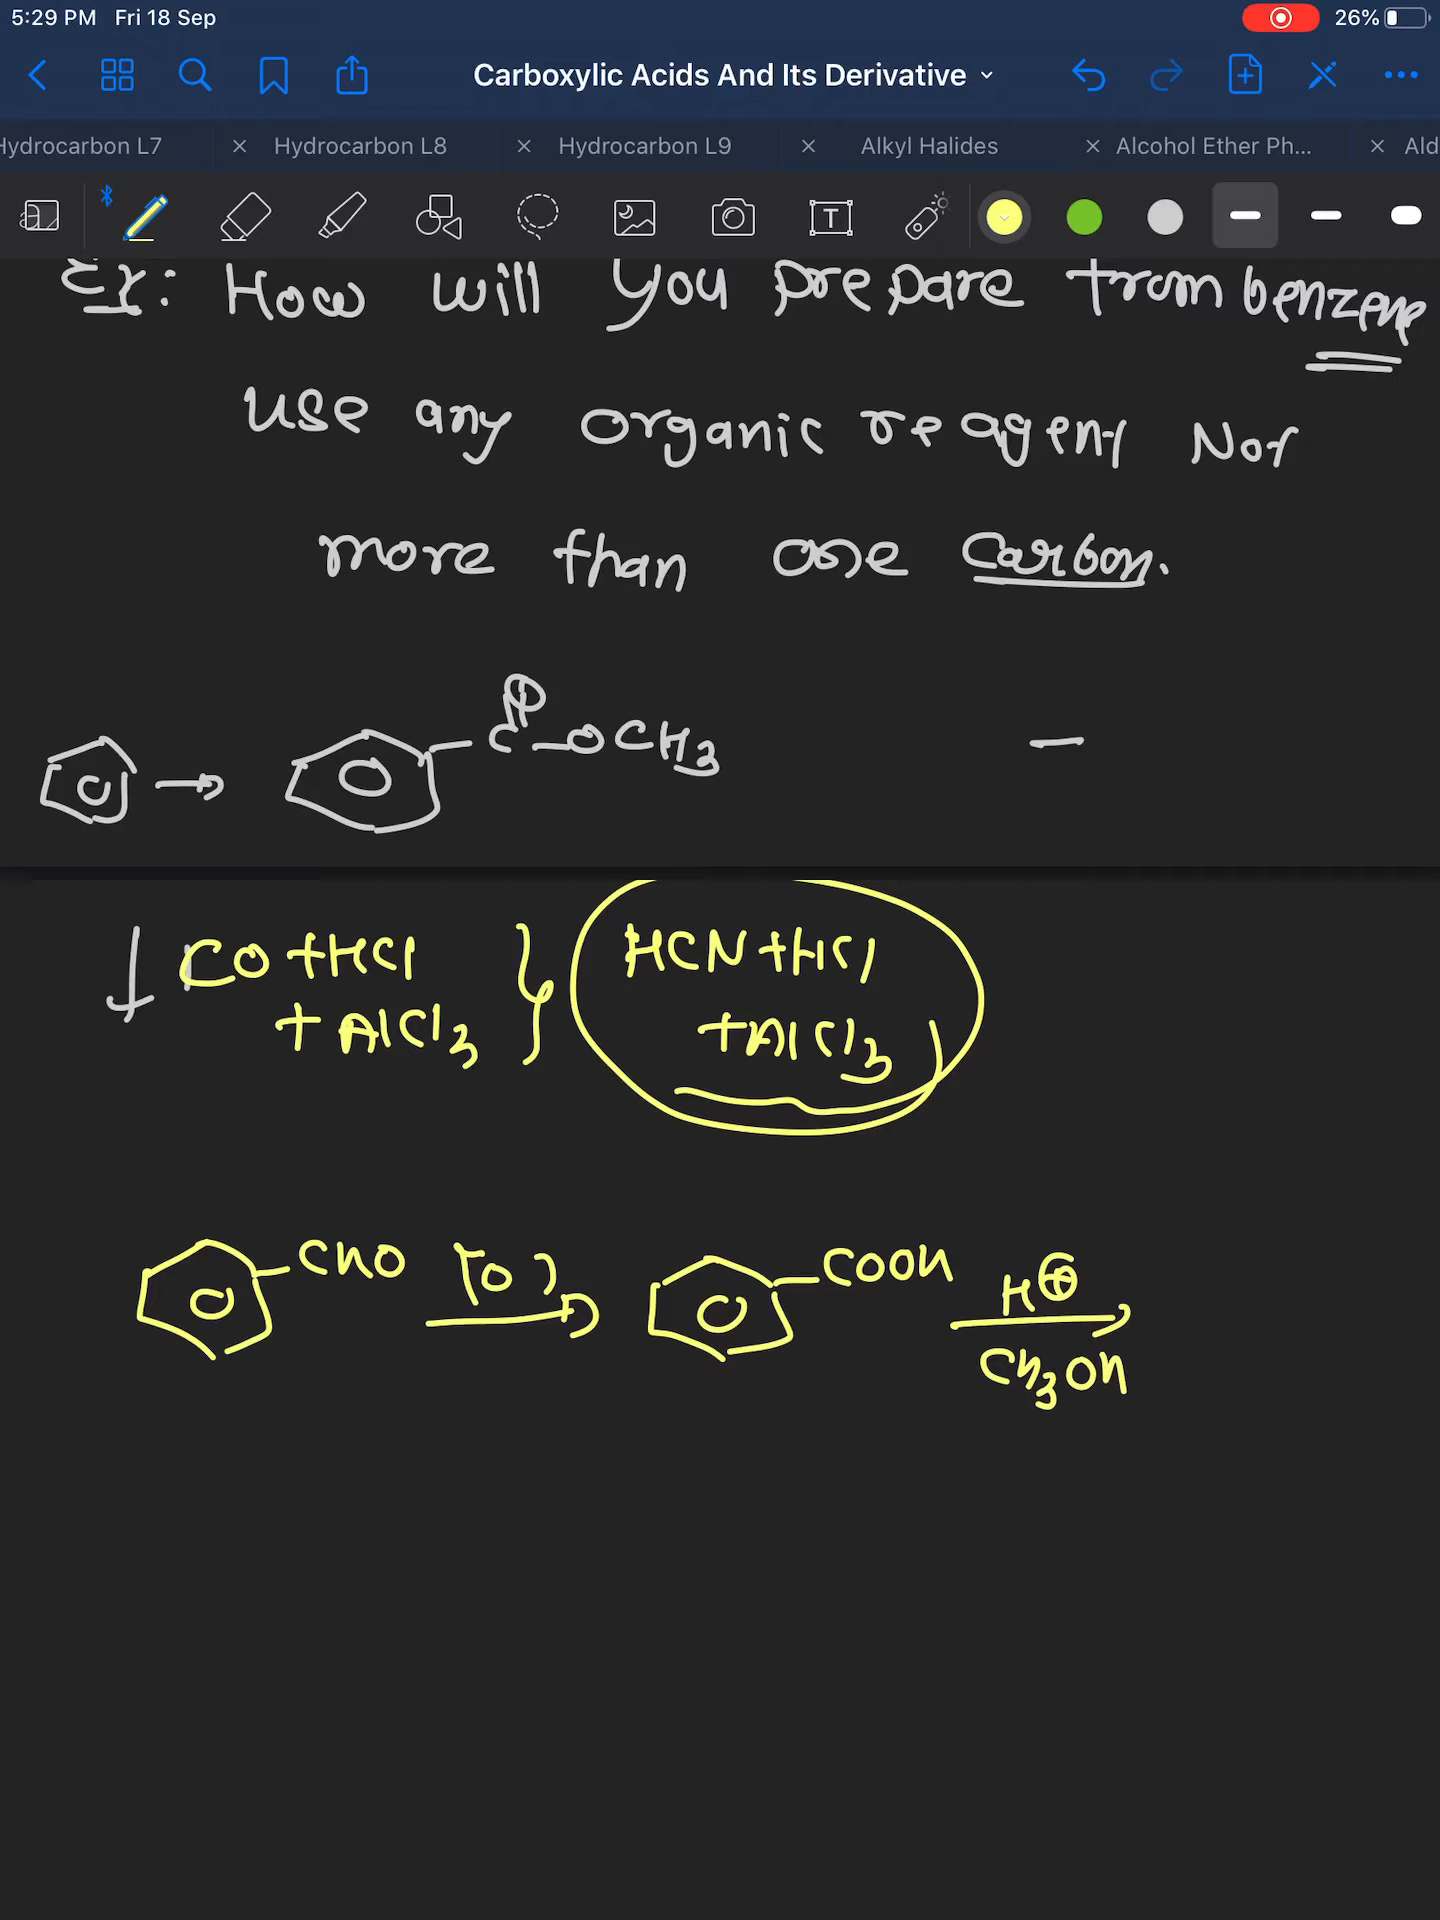 5:29 PM Fri 18 Sep 26%
Carboxylic Acids And Its Derivative
Hydrocarbon L7 × Hydrocarbon L8 × Hydrocarbon L9 × Alkyl Halides × Alcohol Ether Ph... × Ald
T
Ex: How will you prepare from benzene
use any organic reagent Not
more than one Carbon.
C-OCH3
CO+HCl HCN+HCl
+AlCl3 +AlCl3
CHO [O] COOH H⊕
CH3OH